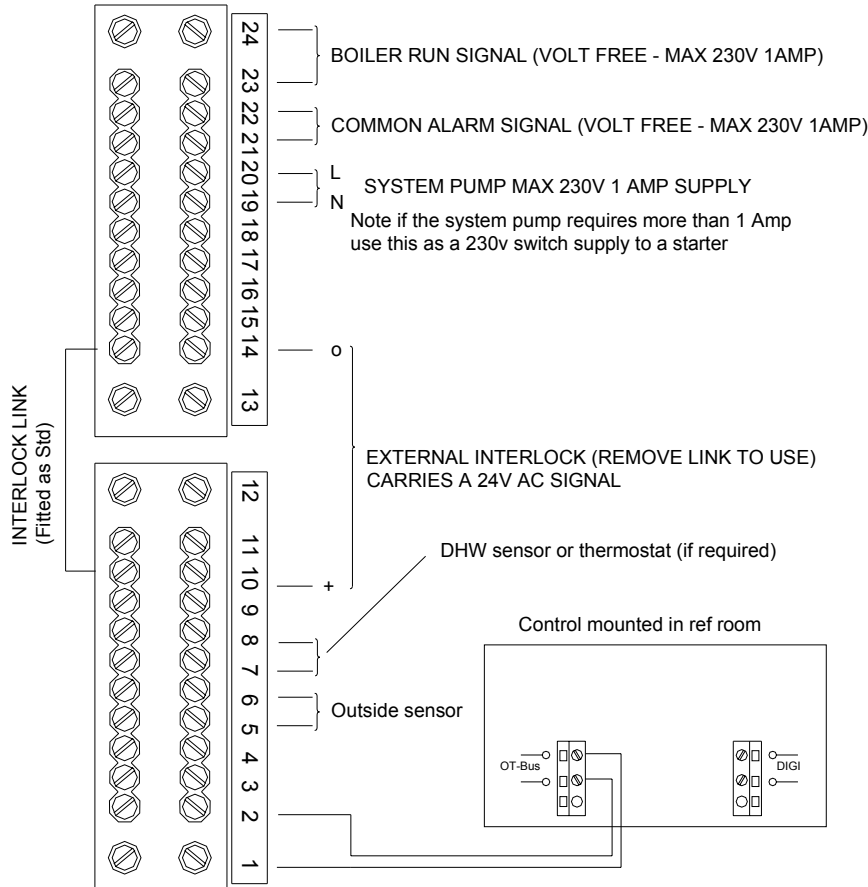 24
23
22
21
20
19
18
17
16
15
14
13
BOILER RUN SIGNAL (VOLT FREE - MAX 230V 1AMP)
COMMON ALARM SIGNAL (VOLT FREE - MAX 230V 1AMP)
L
N
SYSTEM PUMP MAX 230V 1 AMP SUPPLY
Note if the system pump requires more than 1 Amp
use this as a 230v switch supply to a starter
o
INTERLOCK LINK
(Fitted as Std)
EXTERNAL INTERLOCK (REMOVE LINK TO USE)
CARRIES A 24V AC SIGNAL
12
11
10
9
8
7
6
5
4
3
2
1
+
DHW sensor or thermostat (if required)
Outside sensor
Control mounted in ref room
OT-Bus
DIGI